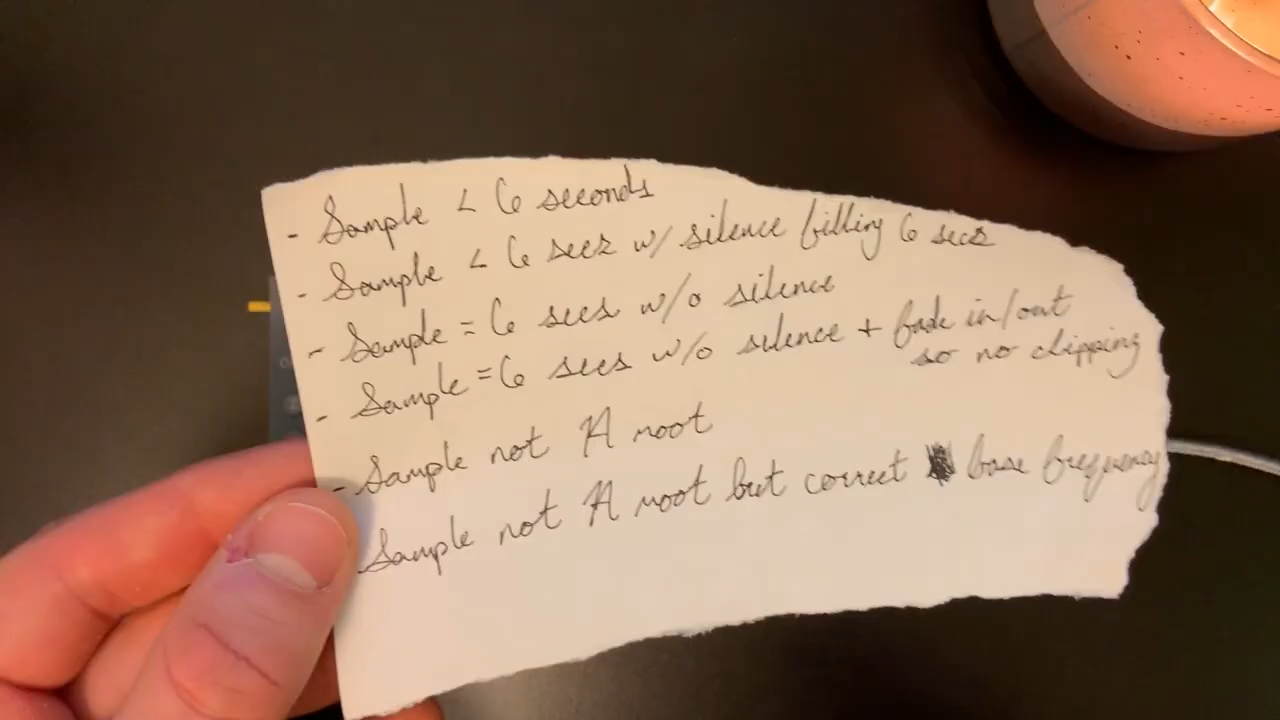 - Sample < 6 seconds
- Sample < 6 secs w/ silence filling 6 secs
- Sample = 6 secs w/o silence
- Sample = 6 secs w/o silence + fade in/out
so no clipping
- Sample not A root
Sample not A root but correct base frequency